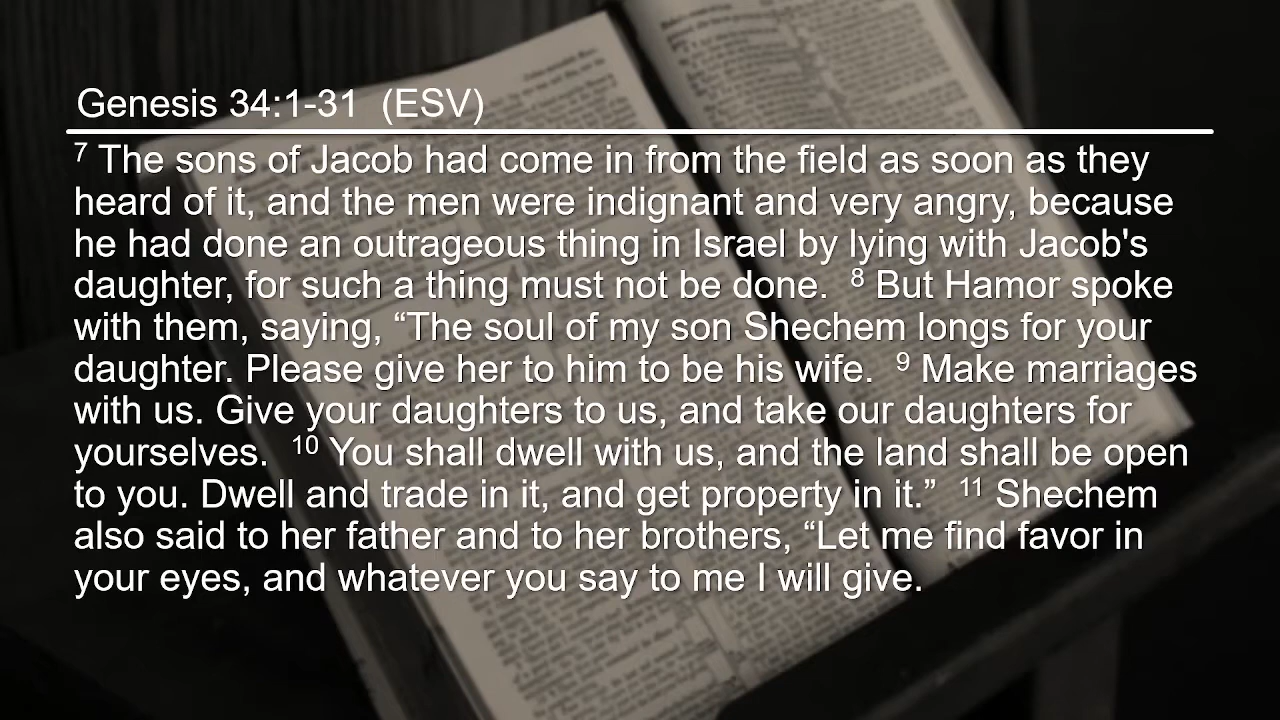 Genesis 34:1-31  (ESV)
7 The sons of Jacob had come in from the field as soon as they
heard of it, and the men were indignant and very angry, because
he had done an outrageous thing in Israel by lying with Jacob's
daughter, for such a thing must not be done.  8 But Hamor spoke
with them, saying, “The soul of my son Shechem longs for your
daughter. Please give her to him to be his wife.  9 Make marriages
with us. Give your daughters to us, and take our daughters for
yourselves.  10 You shall dwell with us, and the land shall be open
to you. Dwell and trade in it, and get property in it.”  11 Shechem
also said to her father and to her brothers, “Let me find favor in
your eyes, and whatever you say to me I will give.